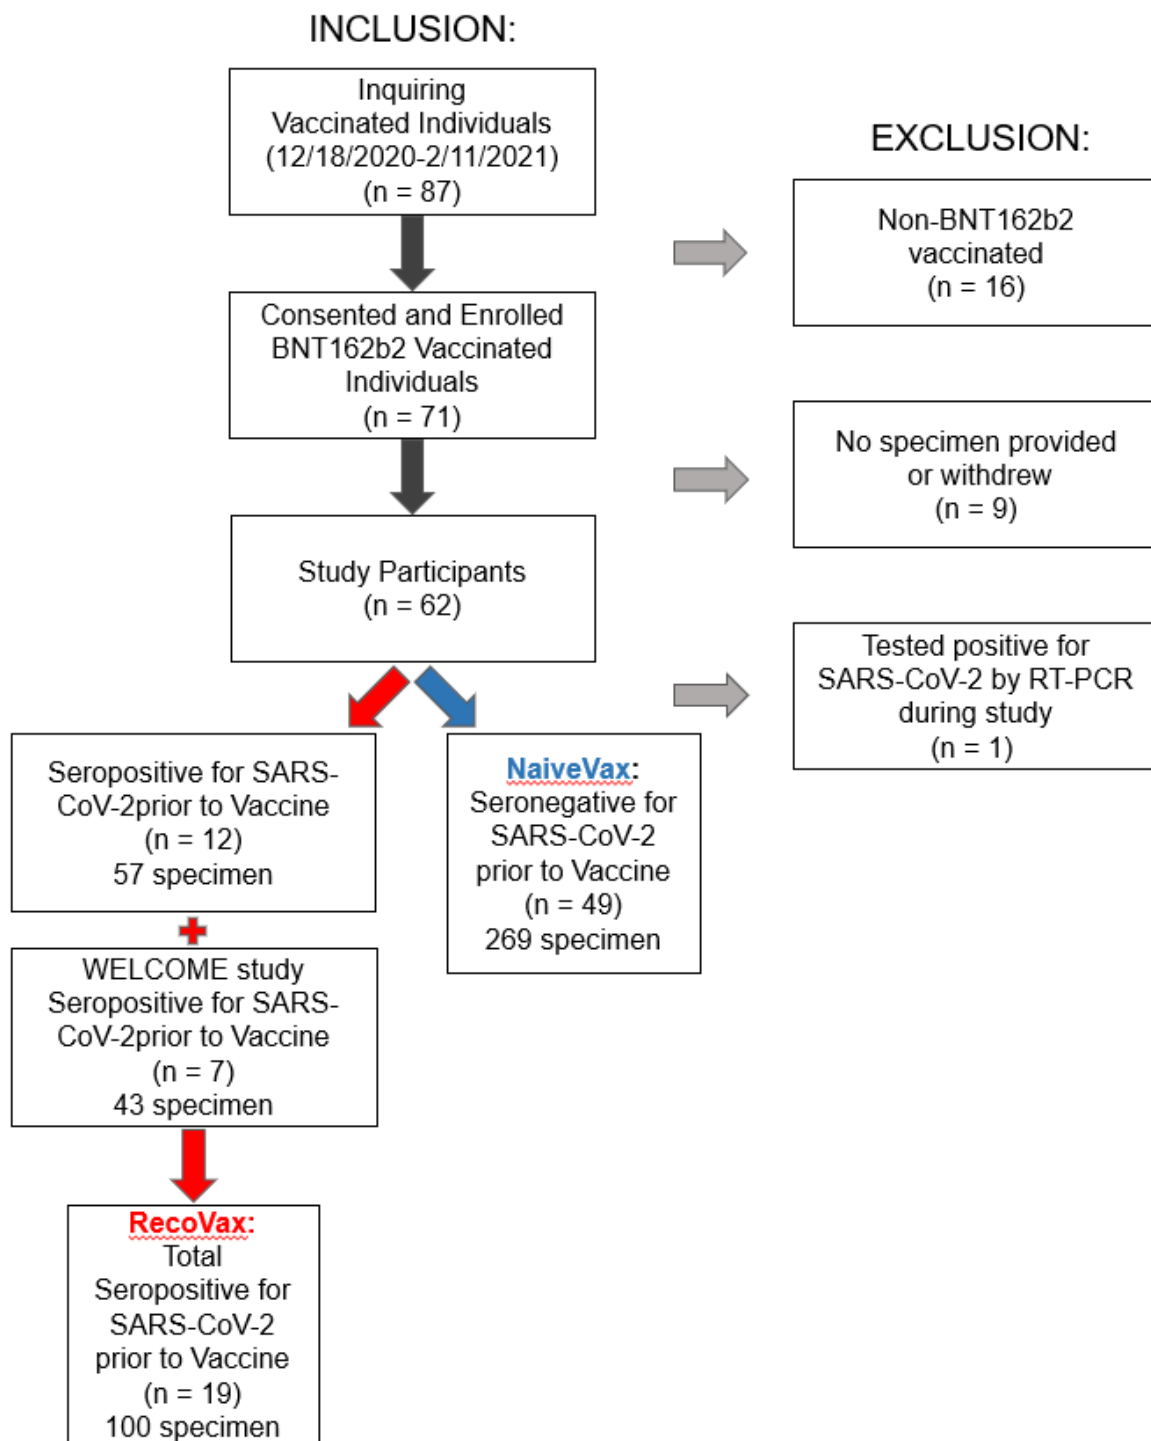 INCLUSION:
Inquiring
Vaccinated Individuals
(12/18/2020-2/11/2021)
(n = 87)
EXCLUSION:
Non-BNT162b2
vaccinated
(n = 16)
Consented and Enrolled
BNT162b2 Vaccinated
Individuals
(n = 71)
No specimen provided
or withdrew
(n = 9)
Study Participants
(n = 62)
Tested positive for
SARS-CoV-2 by RT-PCR
during study
(n = 1)
Seropositive for SARS-
CoV-2prior to Vaccine
(n = 12)
57 specimen
NaiveVax:
Seronegative for
SARS-CoV-2
prior to Vaccine
(n = 49)
269 specimen
WELCOME study
Seropositive for SARS-
CoV-2prior to Vaccine
(n = 7)
43 specimen
RecoVax:
Total
Seropositive for
SARS-CoV-2
prior to Vaccine
(n = 19)
100 specimen